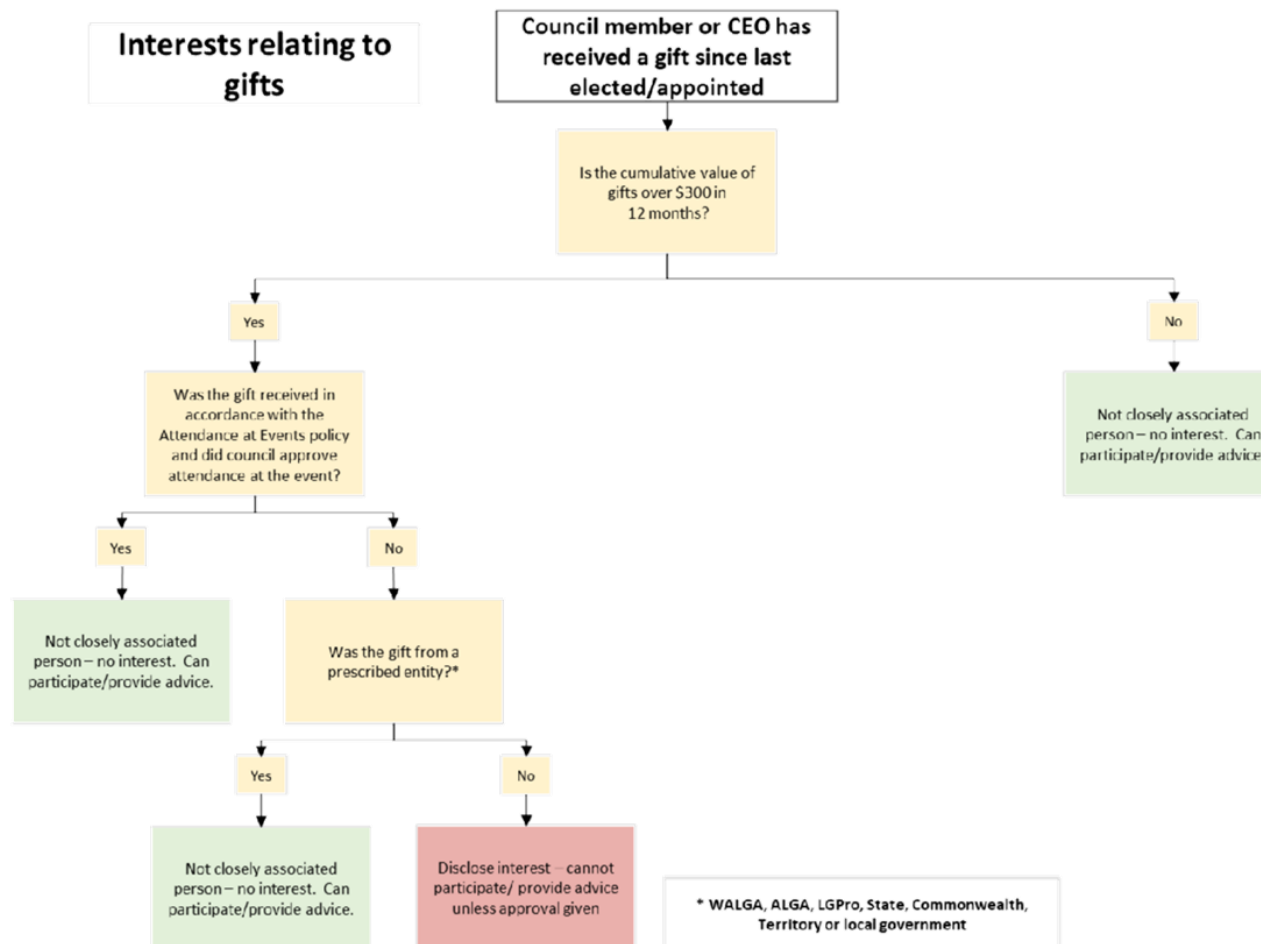 Interests relating to
gifts
Council member or CEO has
received a gift since last
elected/appointed
Is the cumulative value of
gifts over $300 in
12 months?
Yes
No
Was the gift received in
accordance with the
Attendance at Events policy
and did council approve
attendance at the event?
Not closely associated
person – no interest. Can
participate/provide advice
Yes
No
Not closely associated
person – no interest. Can
participate/provide advice.
Was the gift from a
prescribed entity?*
Yes
No
Not closely associated
person – no interest. Can
participate/provide advice.
Disclose interest – cannot
participate/ provide advice
unless approval given
* WALGA, ALGA, LGPro, State, Commonwealth,
Territory or local government